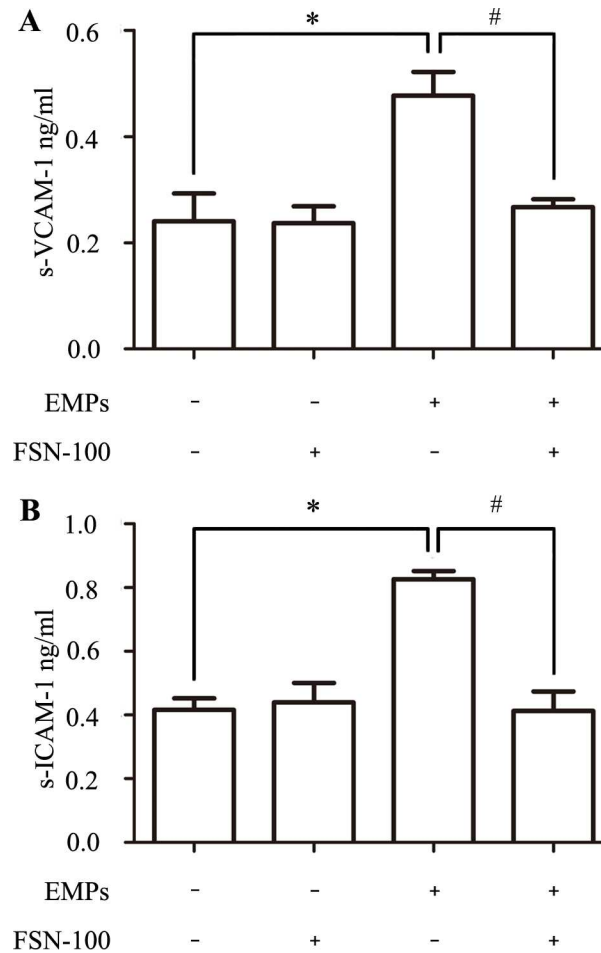 A
s-VCAM-1 ng/ml
0.6
0.4
0.2
0.0
* #
EMPs - - + +
FSN-100 - + - +
B
s-ICAM-1 ng/ml
1.0
0.8
0.6
0.4
0.2
0.0
* #
EMPs - - + +
FSN-100 - + - +